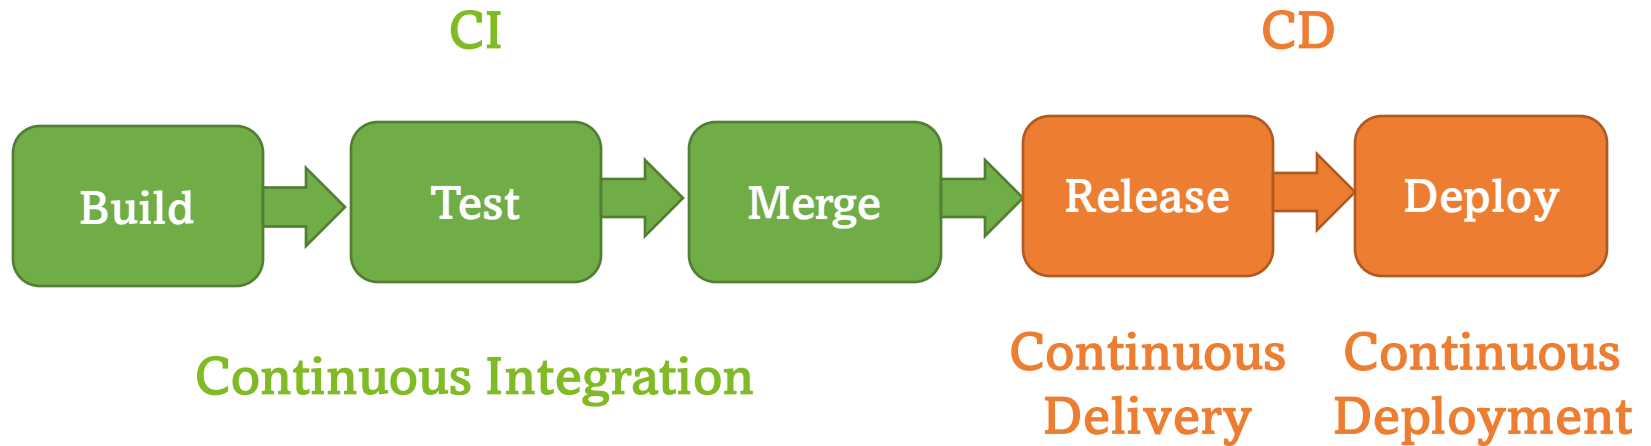 CI
CD
Build
Test
Merge
Release
Deploy
Continuous Integration
Continuous
Delivery
Continuous
Deployment